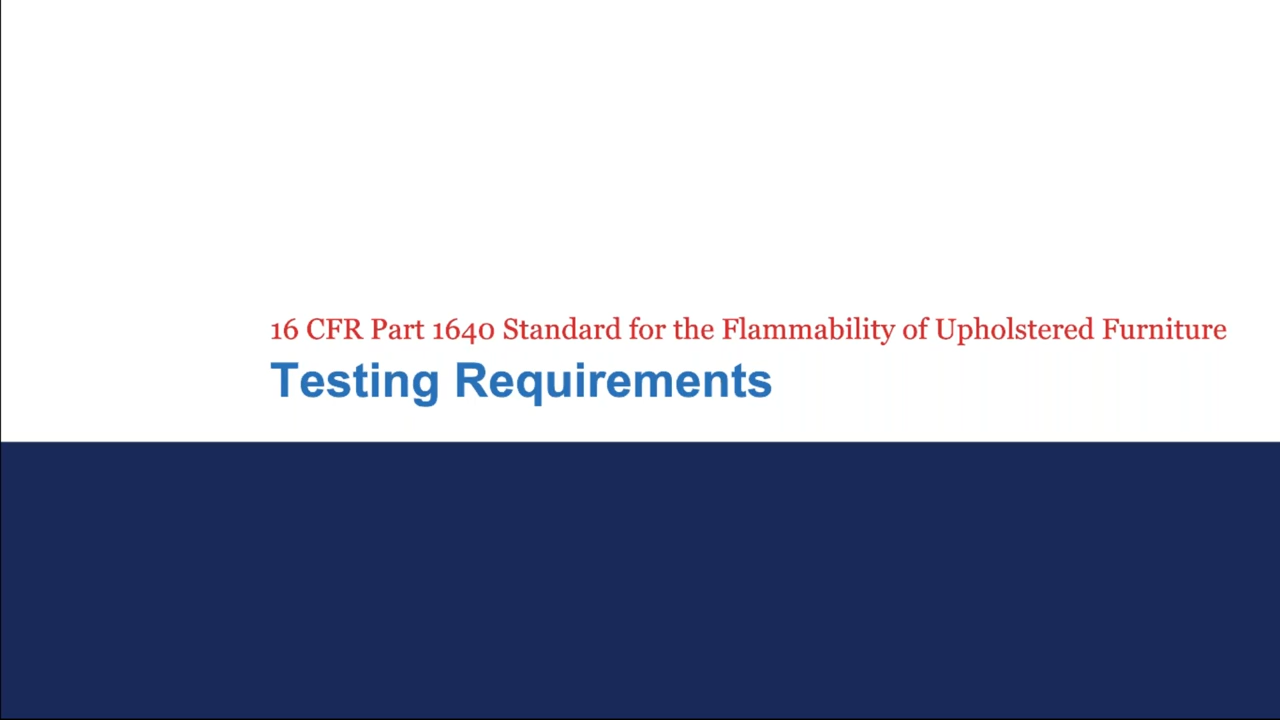 16 CFR Part 1640 Standard for the Flammability of Upholstered Furniture
Testing Requirements